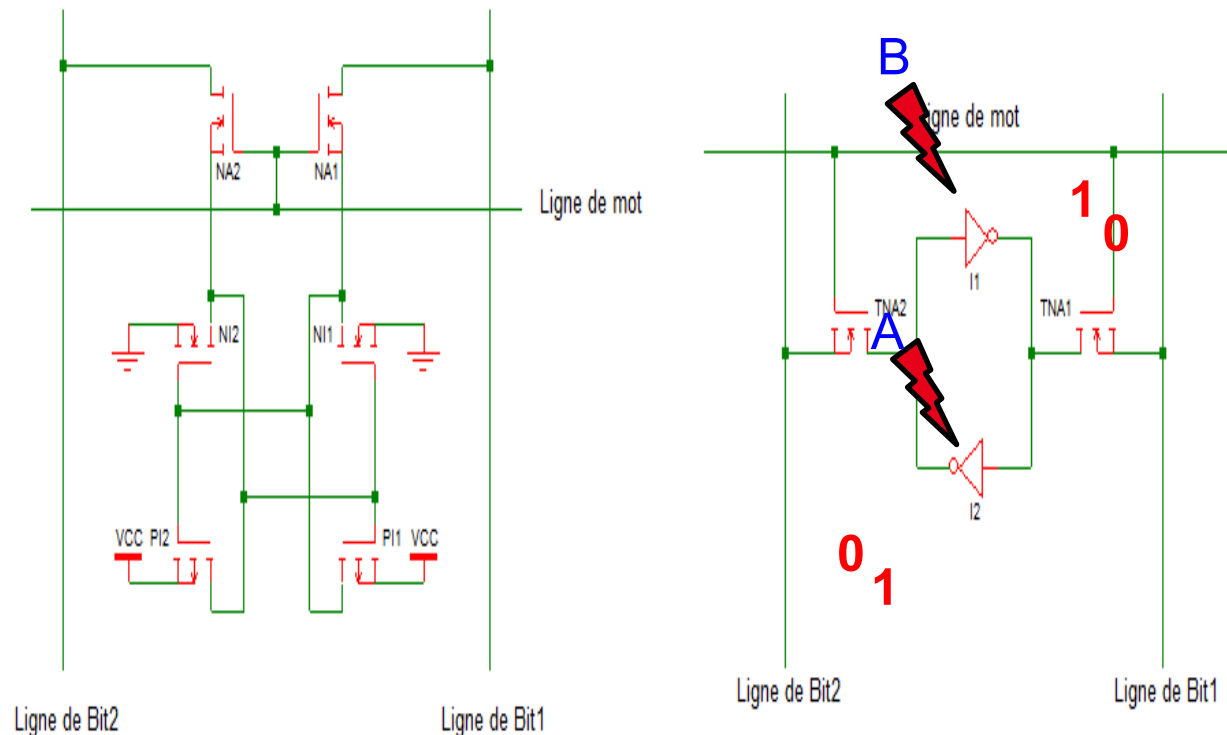 NA2
NA1
Ligne de mot
NI2
NI1
VCC
PI2
PI1
VCC
Ligne de Bit2
Ligne de Bit1
B
igne de mot
1
0
I1
TNA2
TNA1
A
I2
0
1
Ligne de Bit2
Ligne de Bit1